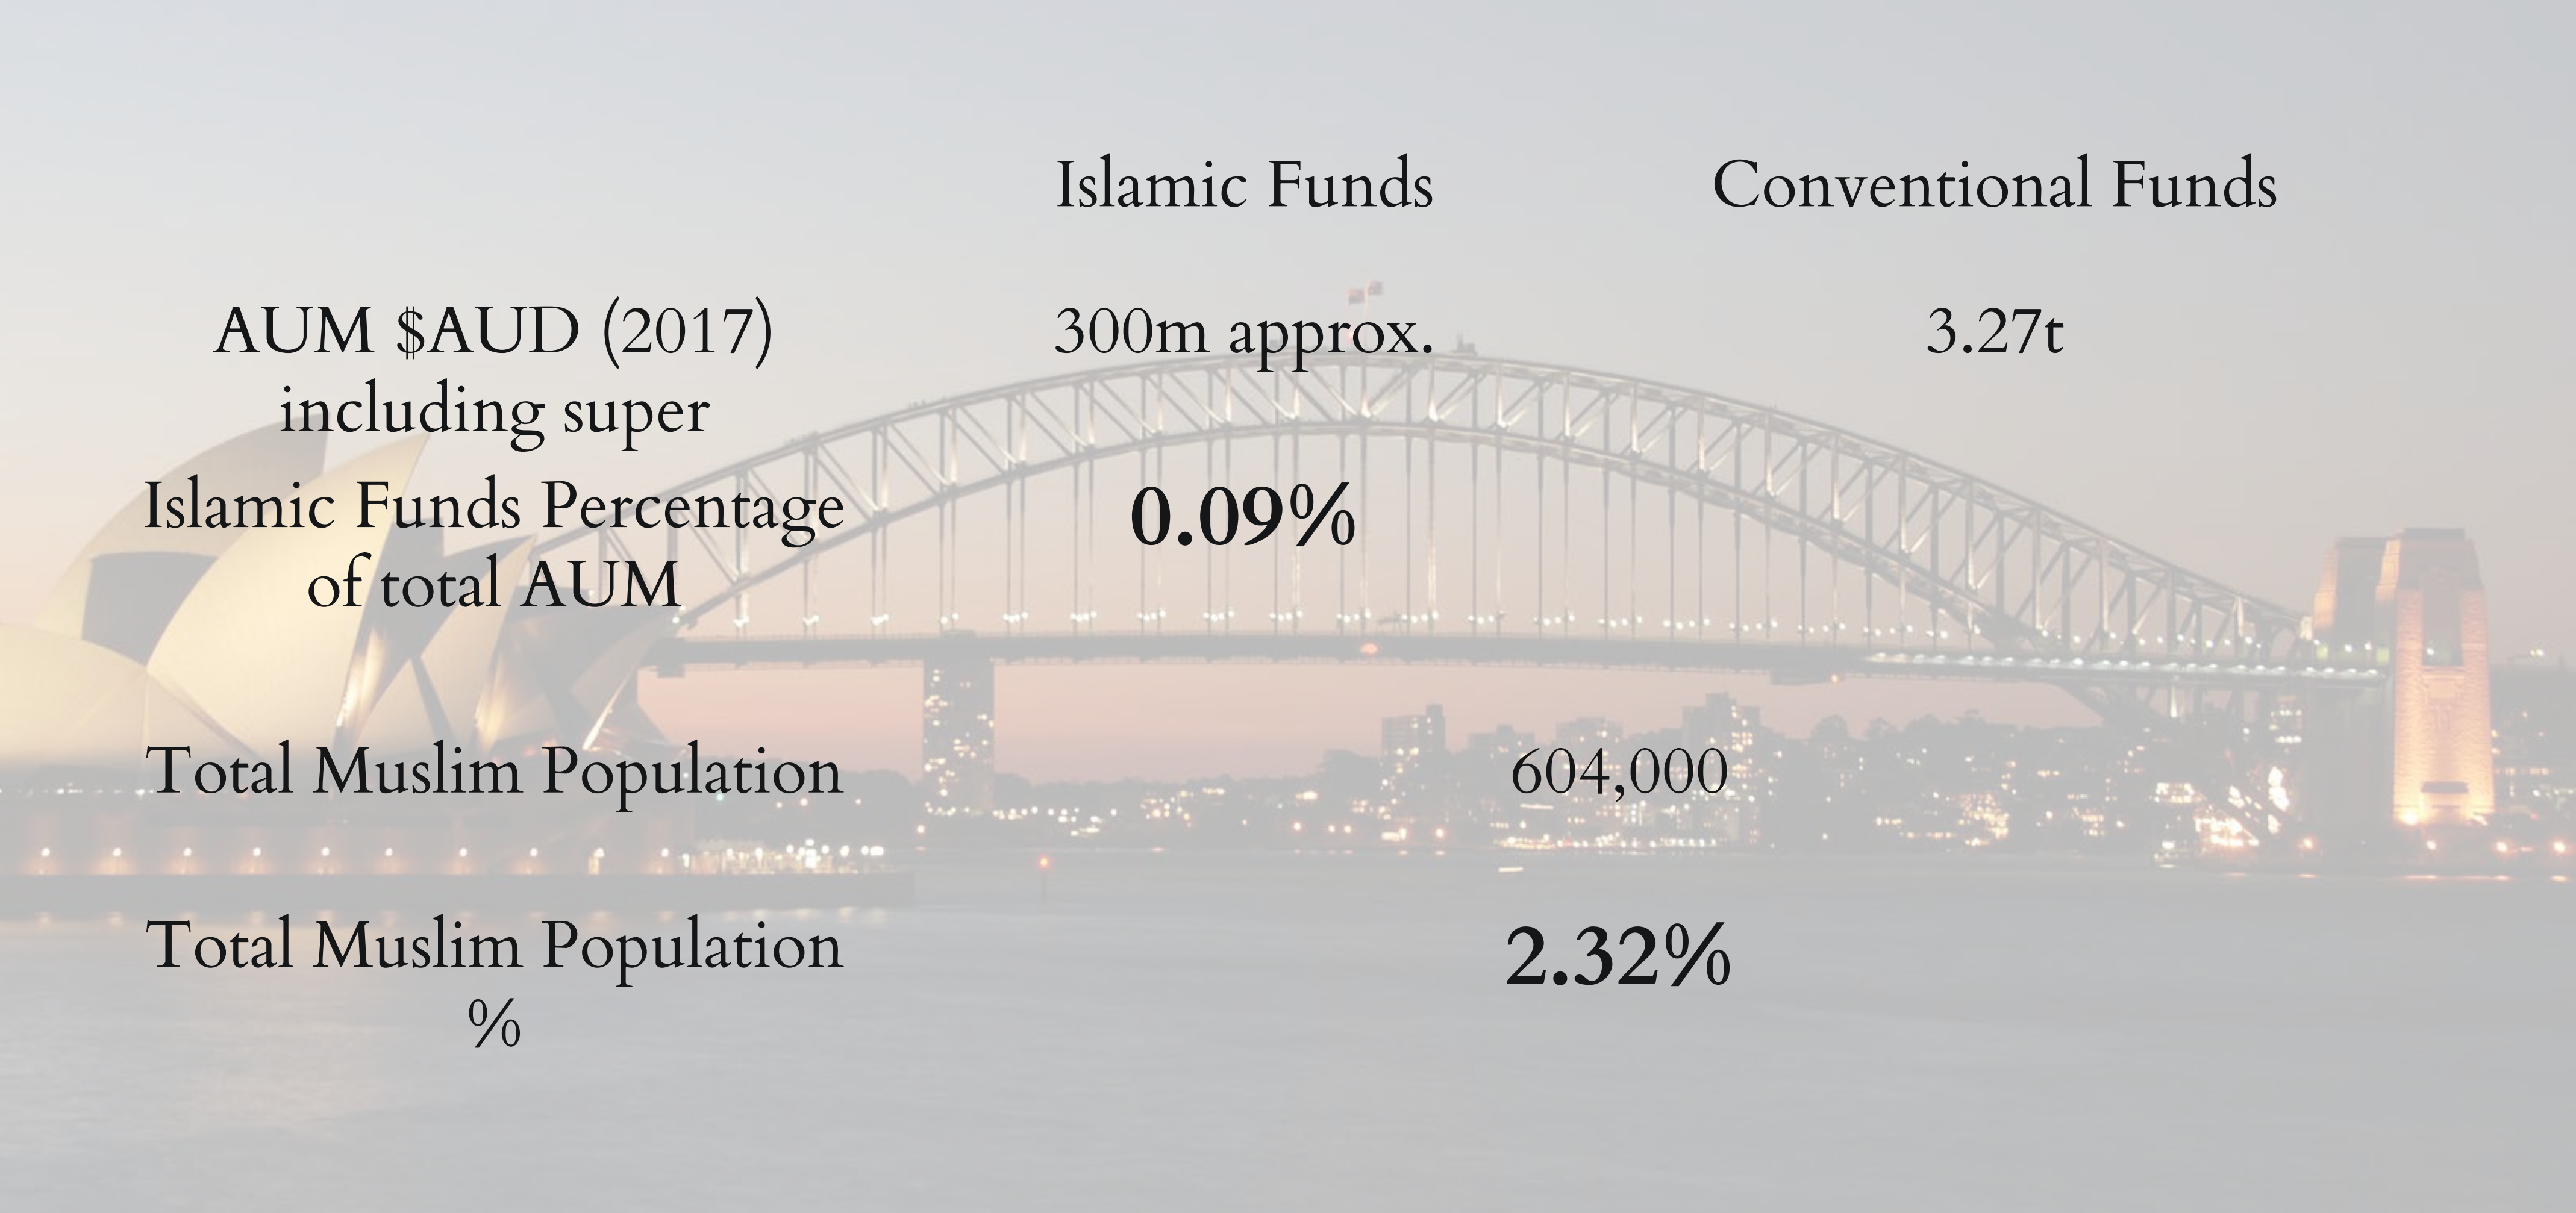 Islamic Funds Conventional Funds
AUM $AUD (2017) 300m approx. 3.27t
including super
Islamic Funds Percentage 0.09%
of total AUM
Total Muslim Population 604,000
Total Muslim Population 2.32%
%